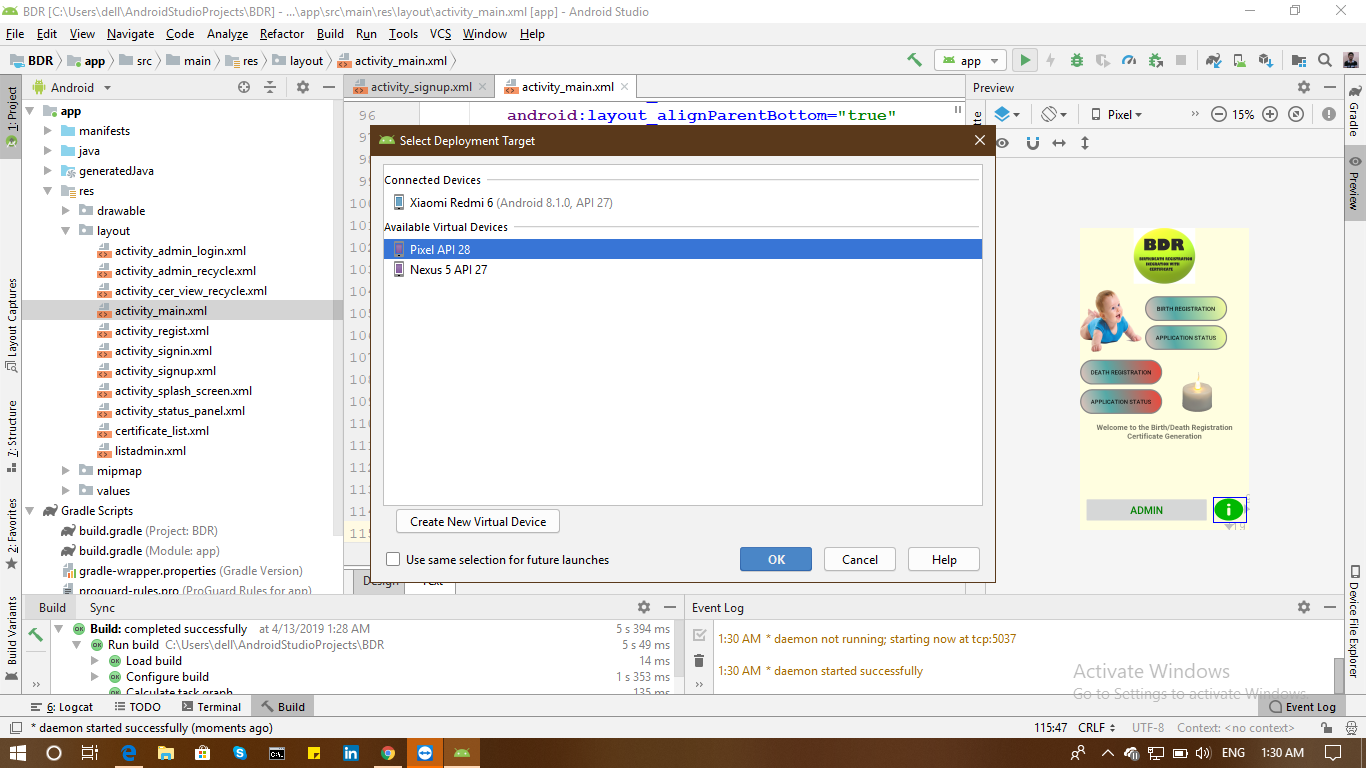 BDR [C:\Users\dell\AndroidStudioProjects\BDR] - ...\app\src\main\res\layout\activity_main.xml [app] - Android Studio
File Edit View Navigate Code Analyze Refactor Build Run Tools VCS Window Help
BDR app src main res layout activity_main.xml
app
Android
activity_signup.xml activity_main.xml
Preview
1: Project
Layout Captures
7: Structure
2: Favorites
Build Variants
app
manifests
java
generatedJava
res
drawable
layout
activity_admin_login.xml
activity_admin_recycle.xml
activity_cer_view_recycle.xml
activity_main.xml
activity_regist.xml
activity_signin.xml
activity_signup.xml
activity_splash_screen.xml
activity_status_panel.xml
certificate_list.xml
listadmin.xml
mipmap
values
Gradle Scripts
build.gradle (Project: BDR)
build.gradle (Module: app)
gradle-wrapper.properties (Gradle Version)
proguard-rules.pro (ProGuard Rules for app)
96 android:layout_alignParentBottom="true"
Select Deployment Target
Connected Devices
Xiaomi Redmi 6 (Android 8.1.0, API 27)
Available Virtual Devices
Pixel API 28
Nexus 5 API 27
Create New Virtual Device
Use same selection for future launches
OK Cancel Help
Design Text
Pixel
15%
BDR
BIRTH REGISTRATION
APPLICATION STATUS
DEATH REGISTRATION
APPLICATION STATUS
Welcome to the Birth/Death Registration
Certificate Generation
ADMIN
Gradle
Preview
Device File Explorer
Build Sync
Build: completed successfully at 4/13/2019 1:28 AM 5 s 394 ms
Run build C:\Users\dell\AndroidStudioProjects\BDR 5 s 49 ms
Load build 14 ms
Configure build 1 s 353 ms
Calculate task graph 135 ms
Event Log
1:30 AM * daemon not running; starting now at tcp:5037
1:30 AM * daemon started successfully
Activate Windows
Go to Settings to activate Windows.
6: Logcat TODO Terminal Build Event Log
* daemon started successfully (moments ago)
115:47 CRLF UTF-8 Context: <no context>
ENG 1:30 AM